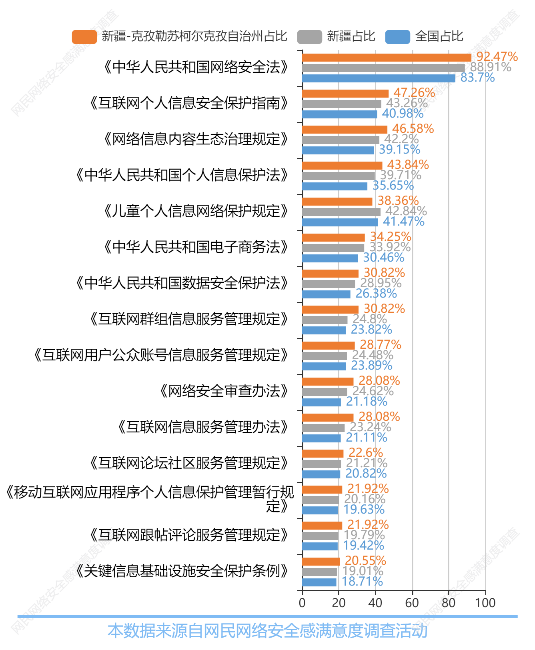 新疆-克孜勒苏柯尔克孜自治州占比 新疆占比 全国占比
《中华人民共和国网络安全法》 92.47% 88.91% 83.7%
《互联网个人信息安全保护指南》 47.26% 43.26% 40.98%
《网络信息内容生态治理规定》 46.58% 42.2% 39.15%
《中华人民共和国个人信息保护法》 43.84% 39.71% 35.65%
《儿童个人信息网络保护规定》 38.36% 42.84% 41.47%
《中华人民共和国电子商务法》 34.25% 33.92% 30.46%
《中华人民共和国数据安全保护法》 30.82% 28.95% 26.38%
《互联网群组信息服务管理规定》 30.82% 24.8% 23.82%
《互联网用户公众账号信息服务管理规定》 28.77% 24.48% 23.89%
《网络安全审查办法》 28.08% 24.62% 21.18%
《互联网信息服务管理办法》 28.08% 23.24% 21.11%
《互联网论坛社区服务管理规定》 22.6% 21.21% 20.82%
《移动互联网应用程序个人信息保护管理暂行规
定》 21.92% 20.16% 19.63%
《互联网跟帖评论服务管理规定》 21.92% 19.79% 19.42%
《关键信息基础设施安全保护条例》 20.55% 19.01% 18.71%
0 20 40 60 80 100
本数据来源自网民网络安全感满意度调查活动